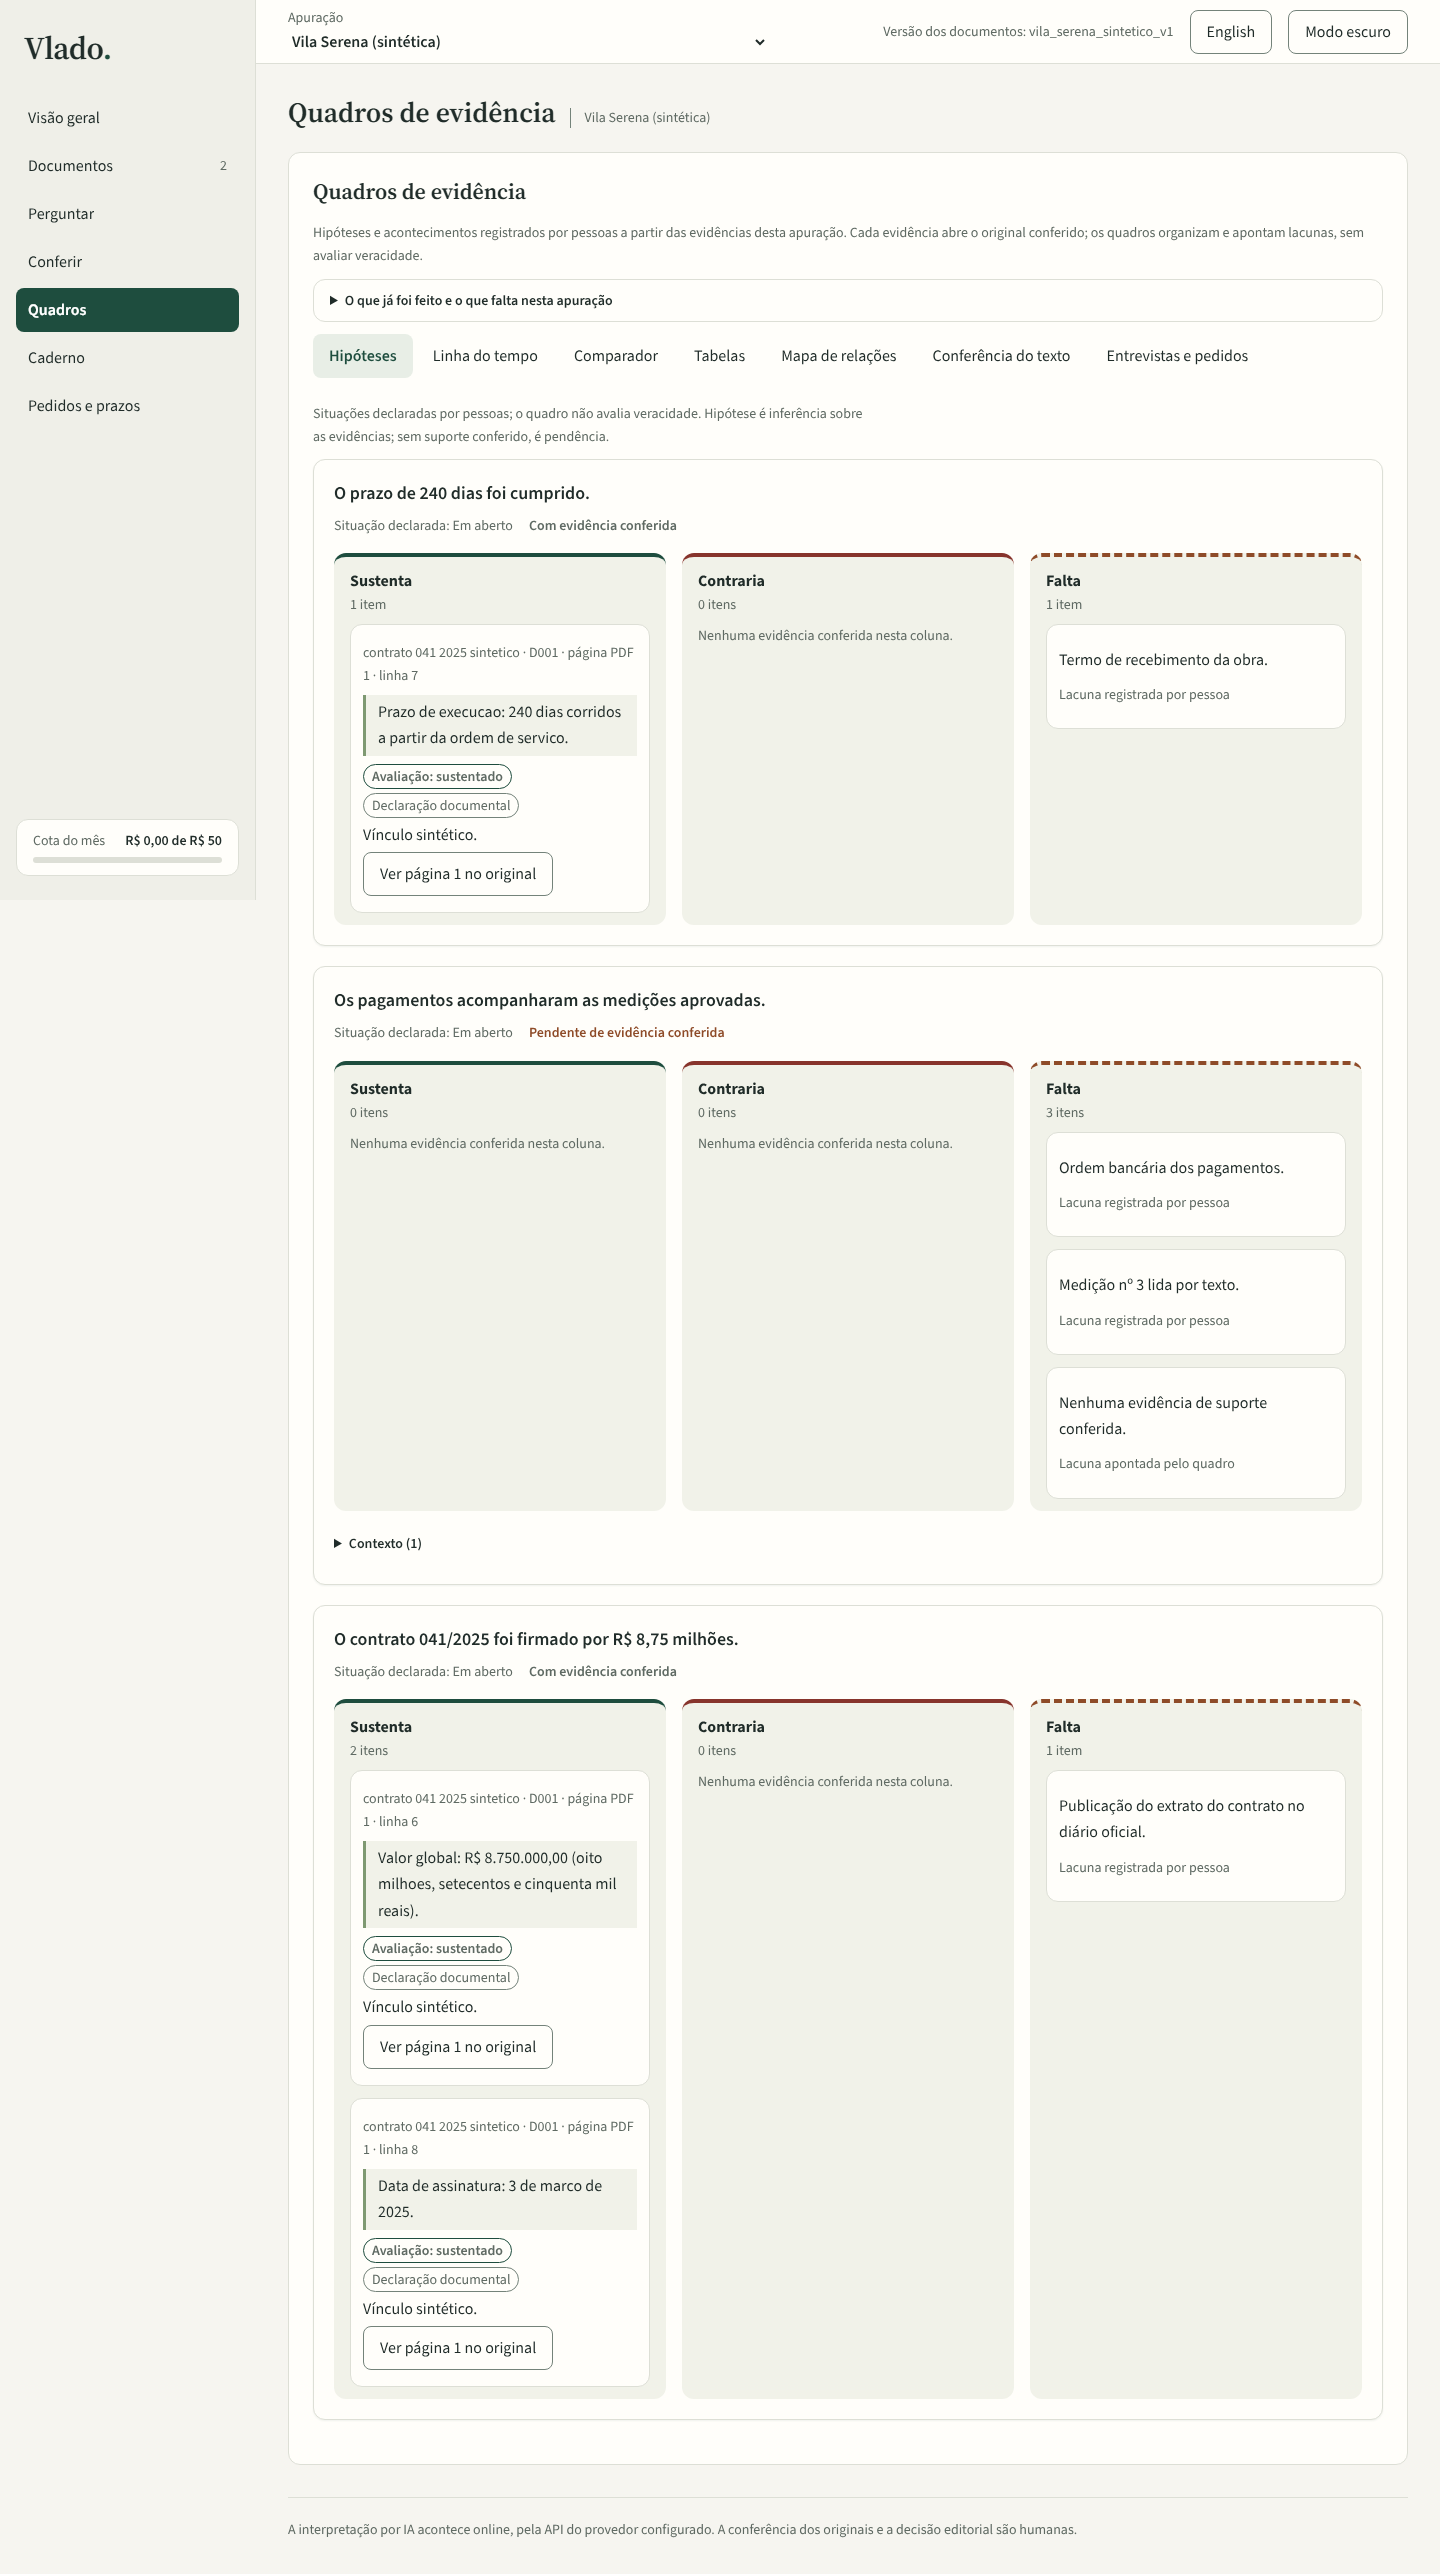 Vlado.
Visão geral
Documentos 2
Perguntar
Conferir
Quadros
Caderno
Pedidos e prazos
Cota do mês R$ 0,00 de R$ 50
Apuração
Vila Serena (sintética)
Versão dos documentos: vila_serena_sintetico_v1
English
Modo escuro
Quadros de evidência
Vila Serena (sintética)
Quadros de evidência
Hipóteses e acontecimentos registrados por pessoas a partir das evidências desta apuração. Cada evidência abre o original conferido; os quadros organizam e apontam lacunas, sem
avaliar veracidade.
O que já foi feito e o que falta nesta apuração
Hipóteses Linha do tempo Comparador Tabelas Mapa de relações Conferência do texto Entrevistas e pedidos
Situações declaradas por pessoas; o quadro não avalia veracidade. Hipótese é inferência sobre
as evidências; sem suporte conferido, é pendência.
O prazo de 240 dias foi cumprido.
Situação declarada: Em aberto Com evidência conferida
Sustenta
1 item
contrato 041 2025 sintetico · D001 · página PDF
1 · linha 7
Prazo de execucao: 240 dias corridos
a partir da ordem de servico.
Avaliação: sustentado
Declaração documental
Vínculo sintético.
Ver página 1 no original
Contraria
0 itens
Nenhuma evidência conferida nesta coluna.
Falta
1 item
Termo de recebimento da obra.
Lacuna registrada por pessoa
Os pagamentos acompanharam as medições aprovadas.
Situação declarada: Em aberto Pendente de evidência conferida
Sustenta
0 itens
Nenhuma evidência conferida nesta coluna.
Contraria
0 itens
Nenhuma evidência conferida nesta coluna.
Falta
3 itens
Ordem bancária dos pagamentos.
Lacuna registrada por pessoa
Medição nº 3 lida por texto.
Lacuna registrada por pessoa
Nenhuma evidência de suporte
conferida.
Lacuna apontada pelo quadro
Contexto (1)
O contrato 041/2025 foi firmado por R$ 8,75 milhões.
Situação declarada: Em aberto Com evidência conferida
Sustenta
2 itens
contrato 041 2025 sintetico · D001 · página PDF
1 · linha 6
Valor global: R$ 8.750.000,00 (oito
milhoes, setecentos e cinquenta mil
reais).
Avaliação: sustentado
Declaração documental
Vínculo sintético.
Ver página 1 no original
contrato 041 2025 sintetico · D001 · página PDF
1 · linha 8
Data de assinatura: 3 de marco de
2025.
Avaliação: sustentado
Declaração documental
Vínculo sintético.
Ver página 1 no original
Contraria
0 itens
Nenhuma evidência conferida nesta coluna.
Falta
1 item
Publicação do extrato do contrato no
diário oficial.
Lacuna registrada por pessoa
A interpretação por IA acontece online, pela API do provedor configurado. A conferência dos originais e a decisão editorial são humanas.